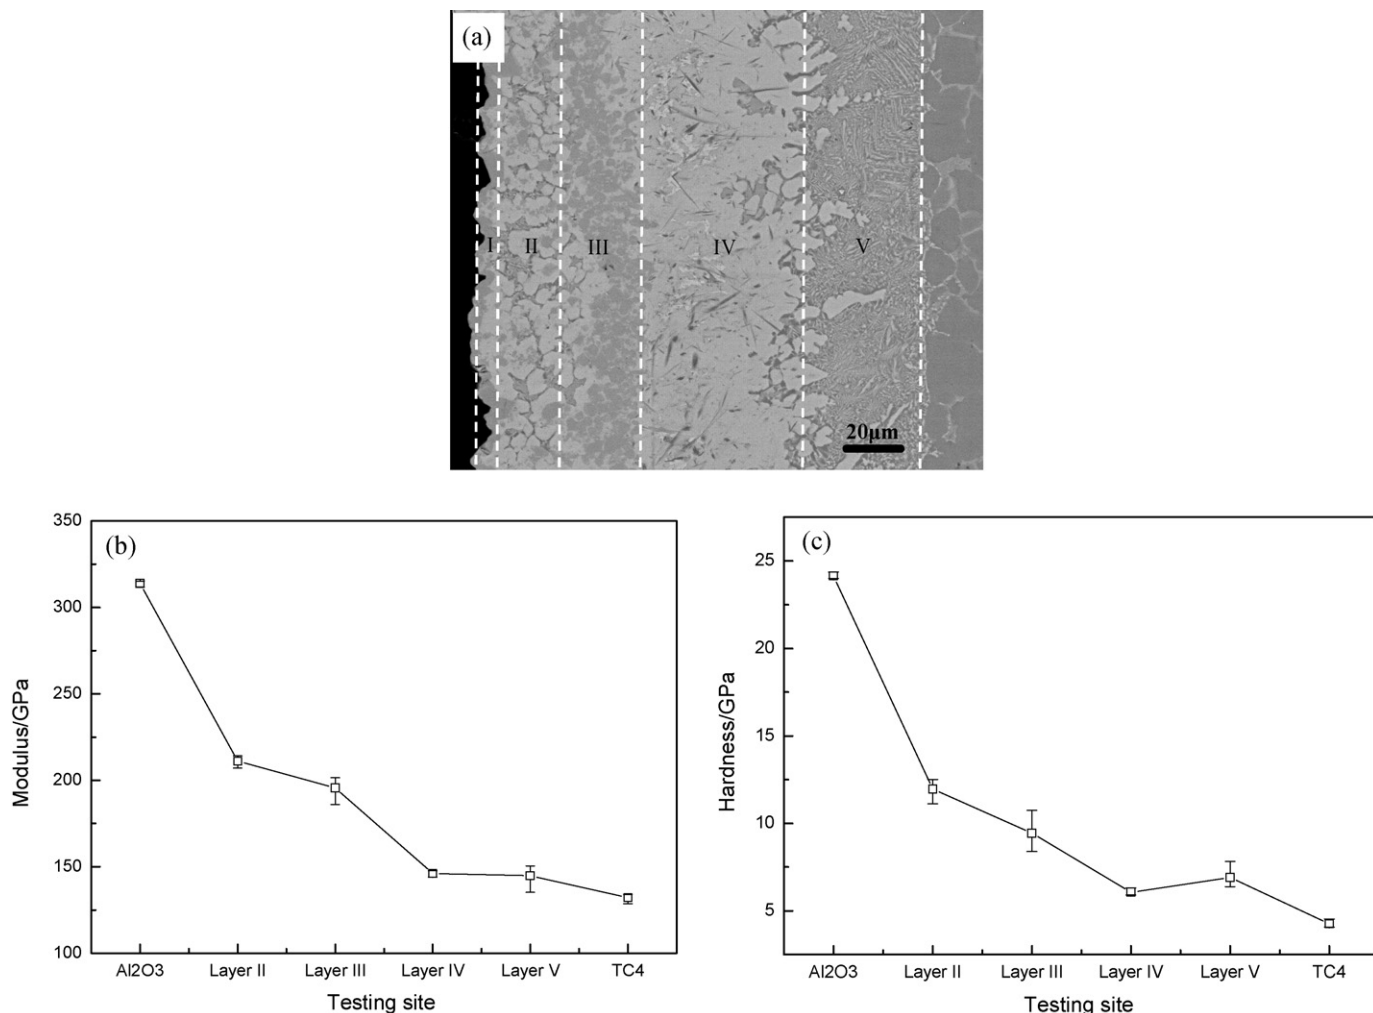 (a)
I II III IV V
20μm
(b)
350
300
250
200
150
100
Modulus/GPa
Al2O3 Layer II Layer III Layer IV Layer V TC4
Testing site
(c)
25
20
15
10
5
Hardness/GPa
Al2O3 Layer II Layer III Layer IV Layer V TC4
Testing site